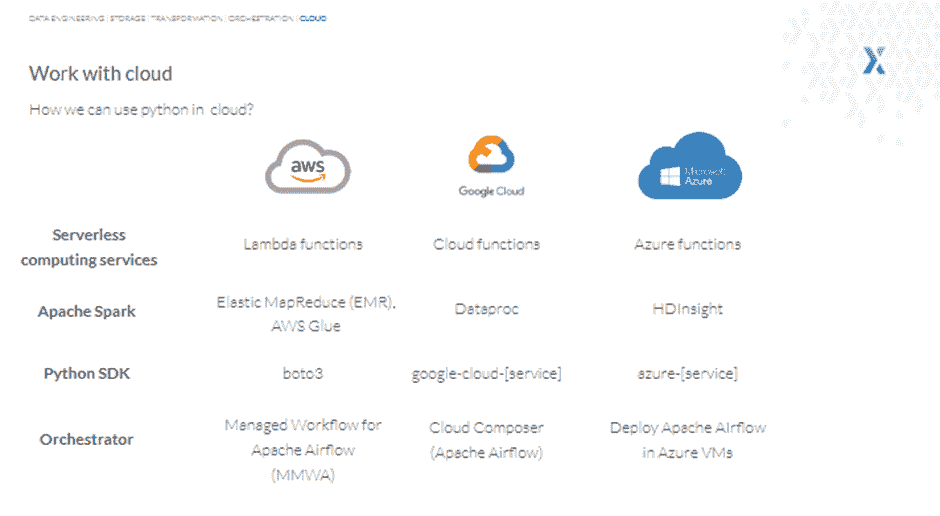 DATA ENGINEERING | STORAGE | TRANSFORMATION | ORCHESTRATION | CLOUD
Work with cloud
How we can use python in cloud?
aws
Google Cloud
Microsoft
Azure
Serverless
computing services
Lambda functions
Cloud functions
Azure functions
Apache Spark
Elastic MapReduce (EMR),
AWS Glue
Dataproc
HDInsight
Python SDK
boto3
google-cloud-[service]
azure-[service]
Orchestrator
Managed Workflow for
Apache Airflow
(MMWA)
Cloud Composer
(Apache Airflow)
Deploy Apache AIrflow
in Azure VMs